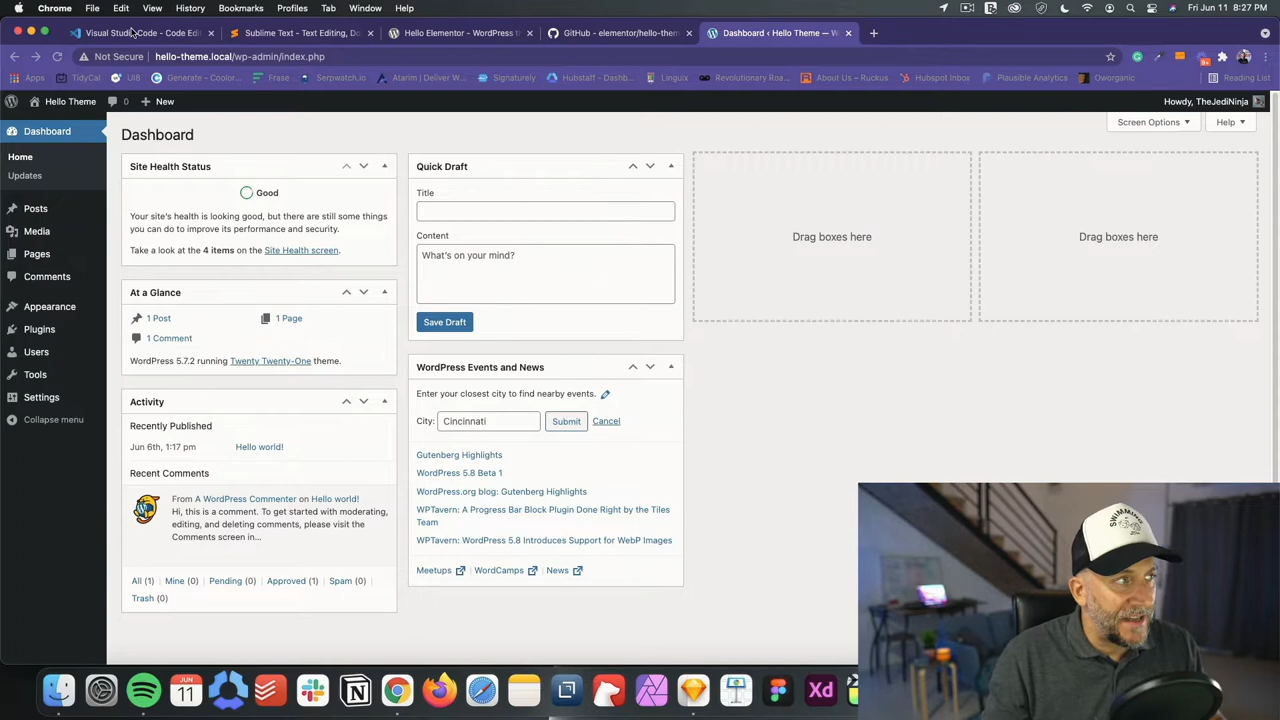 Chrome File Edit View History Bookmarks Profiles Tab Window Help
Fri Jun 11 8:27 PM
Visual Studio Code - Code Edit
Sublime Text - Text Editing, Do
Hello Elementor - WordPress th
GitHub - elementor/hello-them
Dashboard ‹ Hello Theme — W
Not Secure hello-theme.local/wp-admin/index.php
Apps TidyCal UI8 Generate - Coolor... Frase Serpwatch.io Atarim | Defining W... Signaturely Hubstaff - Dashb... Linguix Revolutionary Roa... About Us — Ruckus Hubspot Inbox Plausible Analytics Oworganic Reading List
Hello Theme 0 New
Howdy, TheJediNinja
Dashboard
Home
Updates
Posts
Media
Pages
Comments
Appearance
Plugins
Users
Tools
Settings
Collapse menu
Screen Options
Help
Dashboard
Site Health Status
Good
Your site's health is looking good, but there are still some things
you can do to improve its performance and security.
Take a look at the 4 items on the Site Health screen.
At a Glance
1 Post
1 Page
1 Comment
WordPress 5.7.2 running Twenty Twenty-One theme.
Activity
Recently Published
Jun 6th, 1:17 pm Hello world!
Recent Comments
From A WordPress Commenter on Hello world!
Hi, this is a comment. To get started with moderating,
editing, and deleting comments, please visit the
Comments screen in...
All (1) | Mine (0) | Pending (0) | Approved (1) | Spam (0) |
Trash (0)
Quick Draft
Title
Content
What's on your mind?
Save Draft
WordPress Events and News
Enter your closest city to find nearby events.
City: Cincinnati Submit Cancel
Gutenberg Highlights
WordPress 5.8 Beta 1
WordPress.org blog: Gutenberg Highlights
WPTavern: A Progress Bar Block Plugin Done Right by the Tiles
Team
WPTavern: WordPress 5.8 Introduces Support for WebP Images
Meetups | WordCamps | News
Drag boxes here
Drag boxes here
SWIMMING
JUN
11
Xd